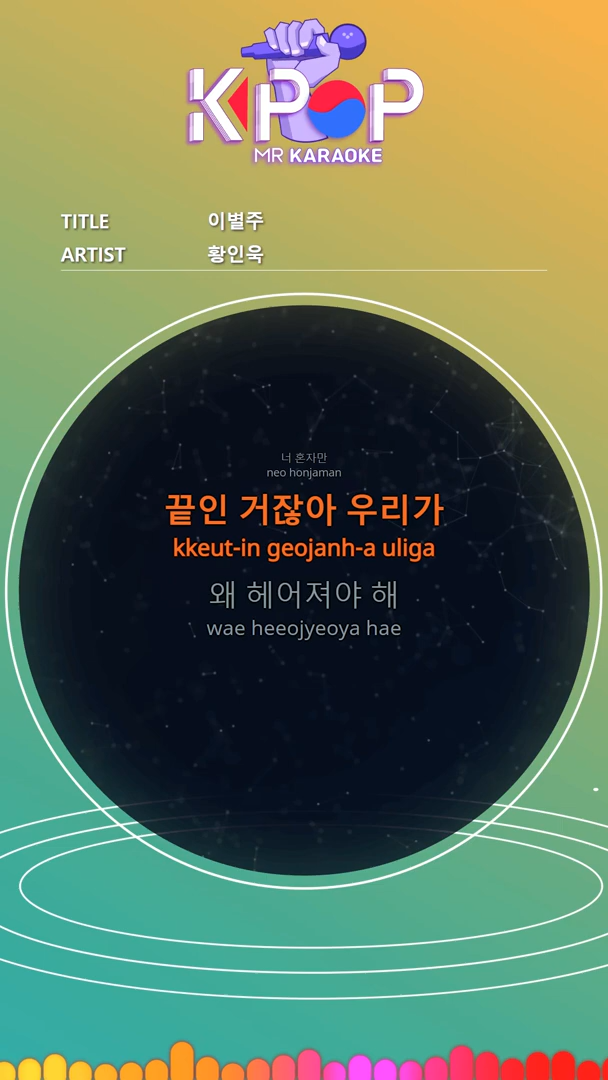 KPOP
MR KARAOKE
TITLE 이별주
ARTIST 황인욱
너 혼자만
neo honjaman
끝인 거잖아 우리가
kkeut-in geojanh-a uliga
왜 헤어져야 해
wae heeojyeoya hae